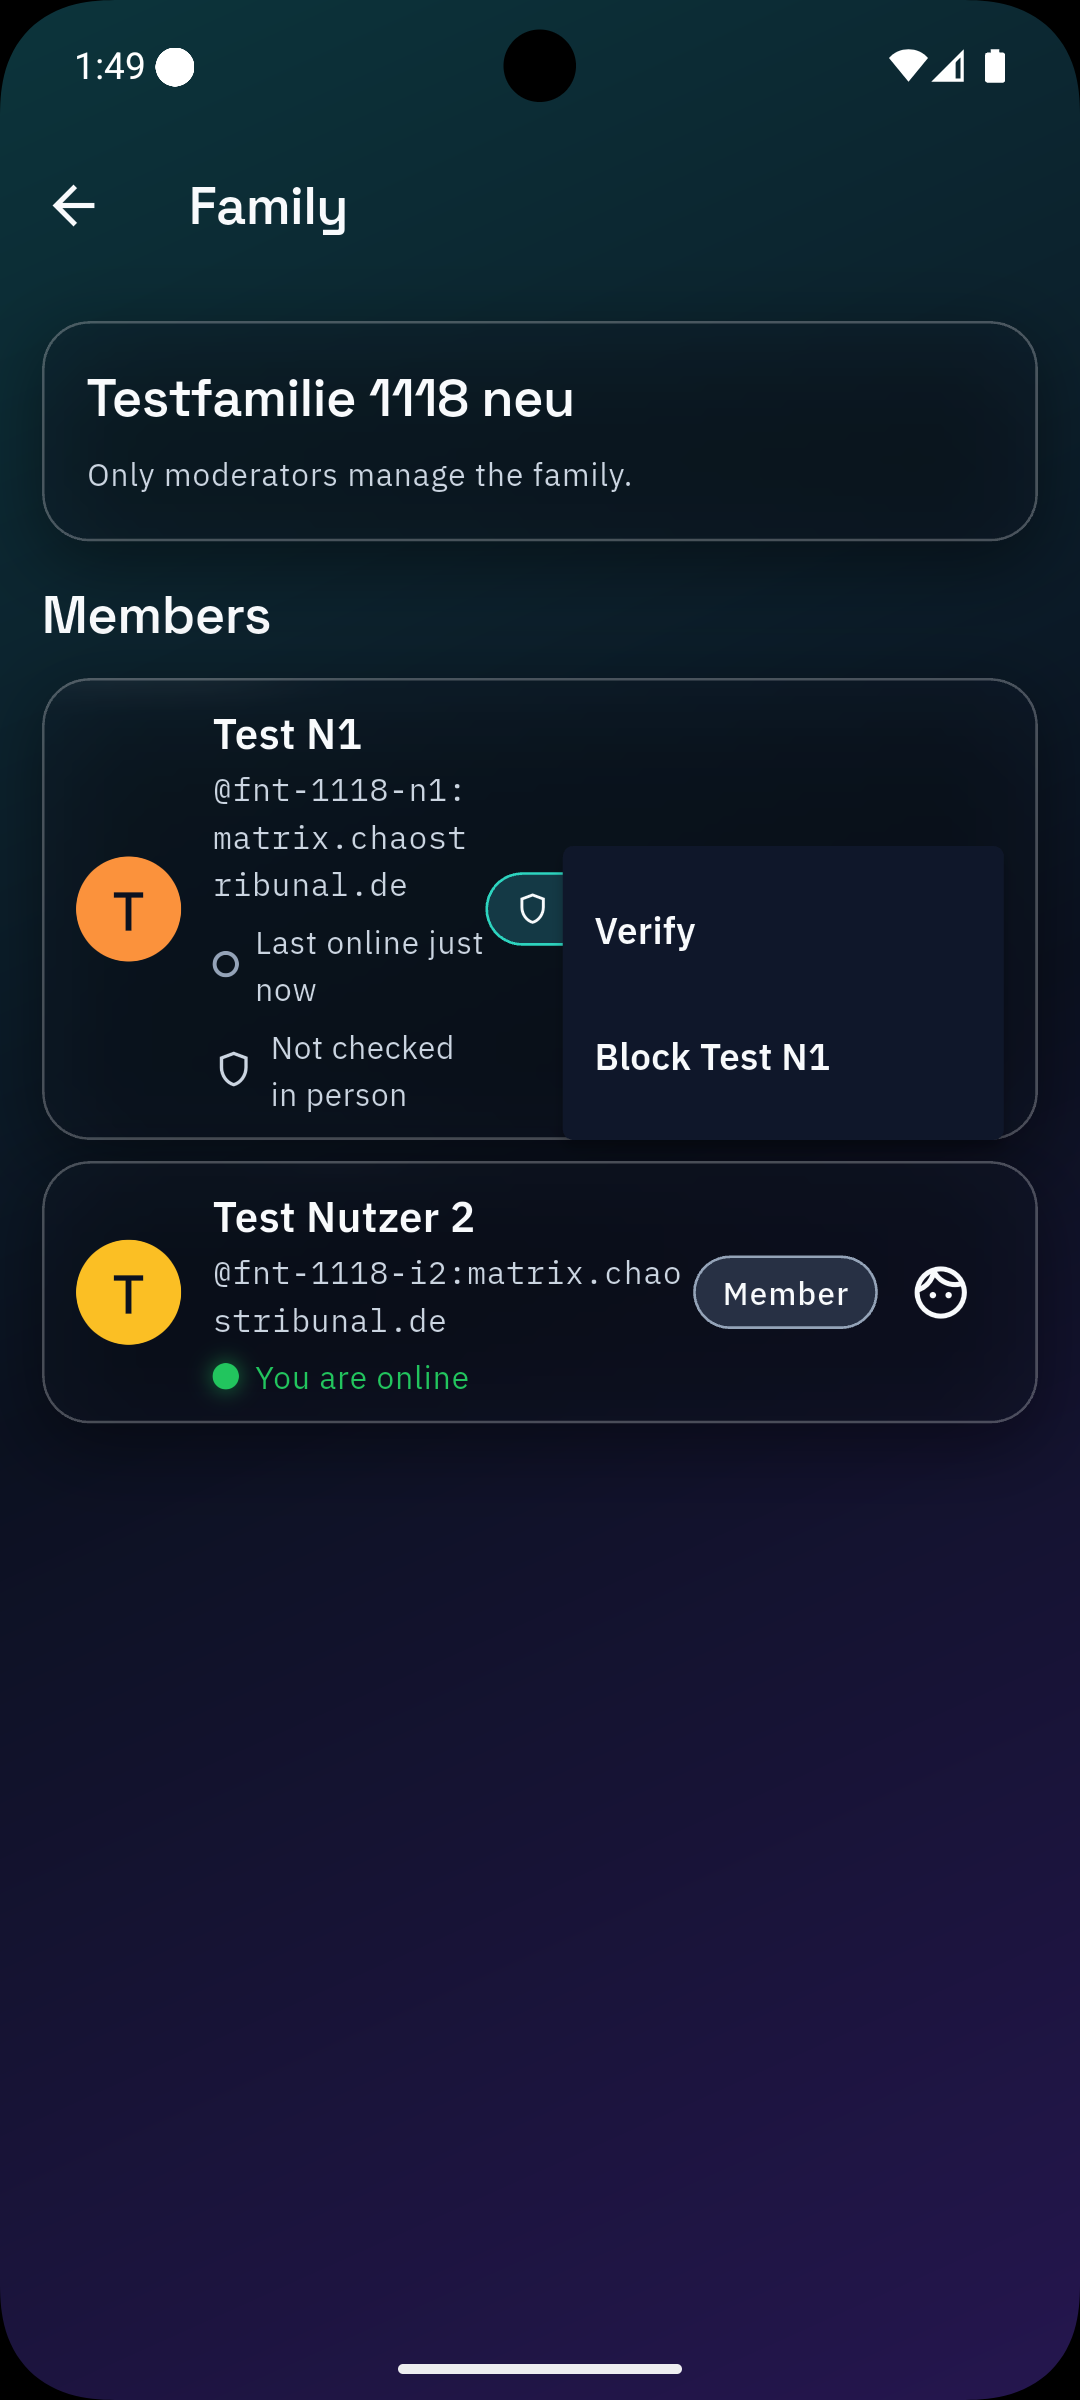 1:49
Family
Testfamilie 1118 neu
Only moderators manage the family.
Members
Test N1
@fnt-1118-n1:
matrix.chaost
ribunal.de
Last online just
now
Not checked
in person
T
Verify
Block Test N1
Test Nutzer 2
@fnt-1118-i2:matrix.chao
stribunal.de
You are online
T
Member